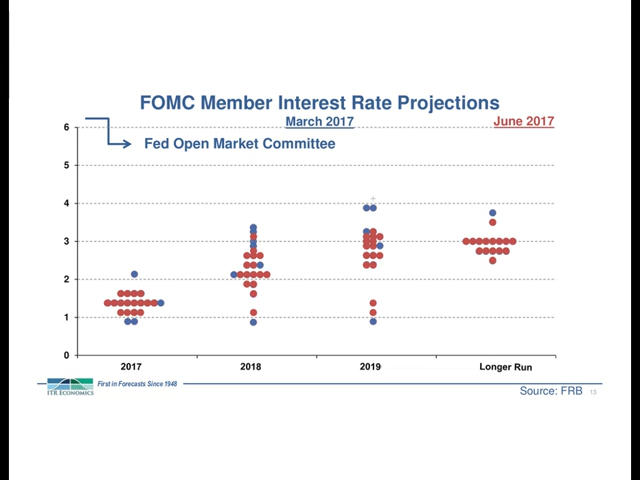 FOMC Member Interest Rate Projections
March 2017
June 2017
Fed Open Market Committee
6
5
4
3
2
1
0
2017
2018
2019
Longer Run
First in Forecasts Since 1948
ITR ECONOMICS
Source: FRB
13